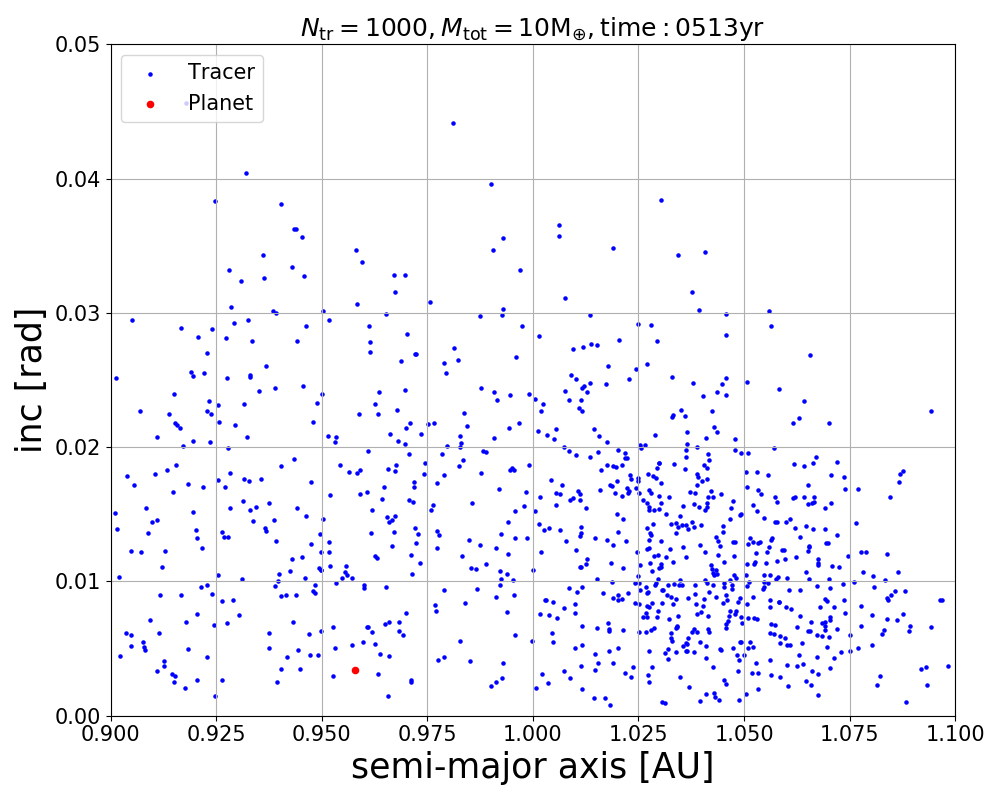 N_tr = 1000, M_tot = 10M_⊕, time : 0513yr
Tracer
Planet
0.05
0.04
0.03
0.02
0.01
0.00
inc [rad]
0.900 0.925 0.950 0.975 1.000 1.025 1.050 1.075 1.100
semi-major axis [AU]